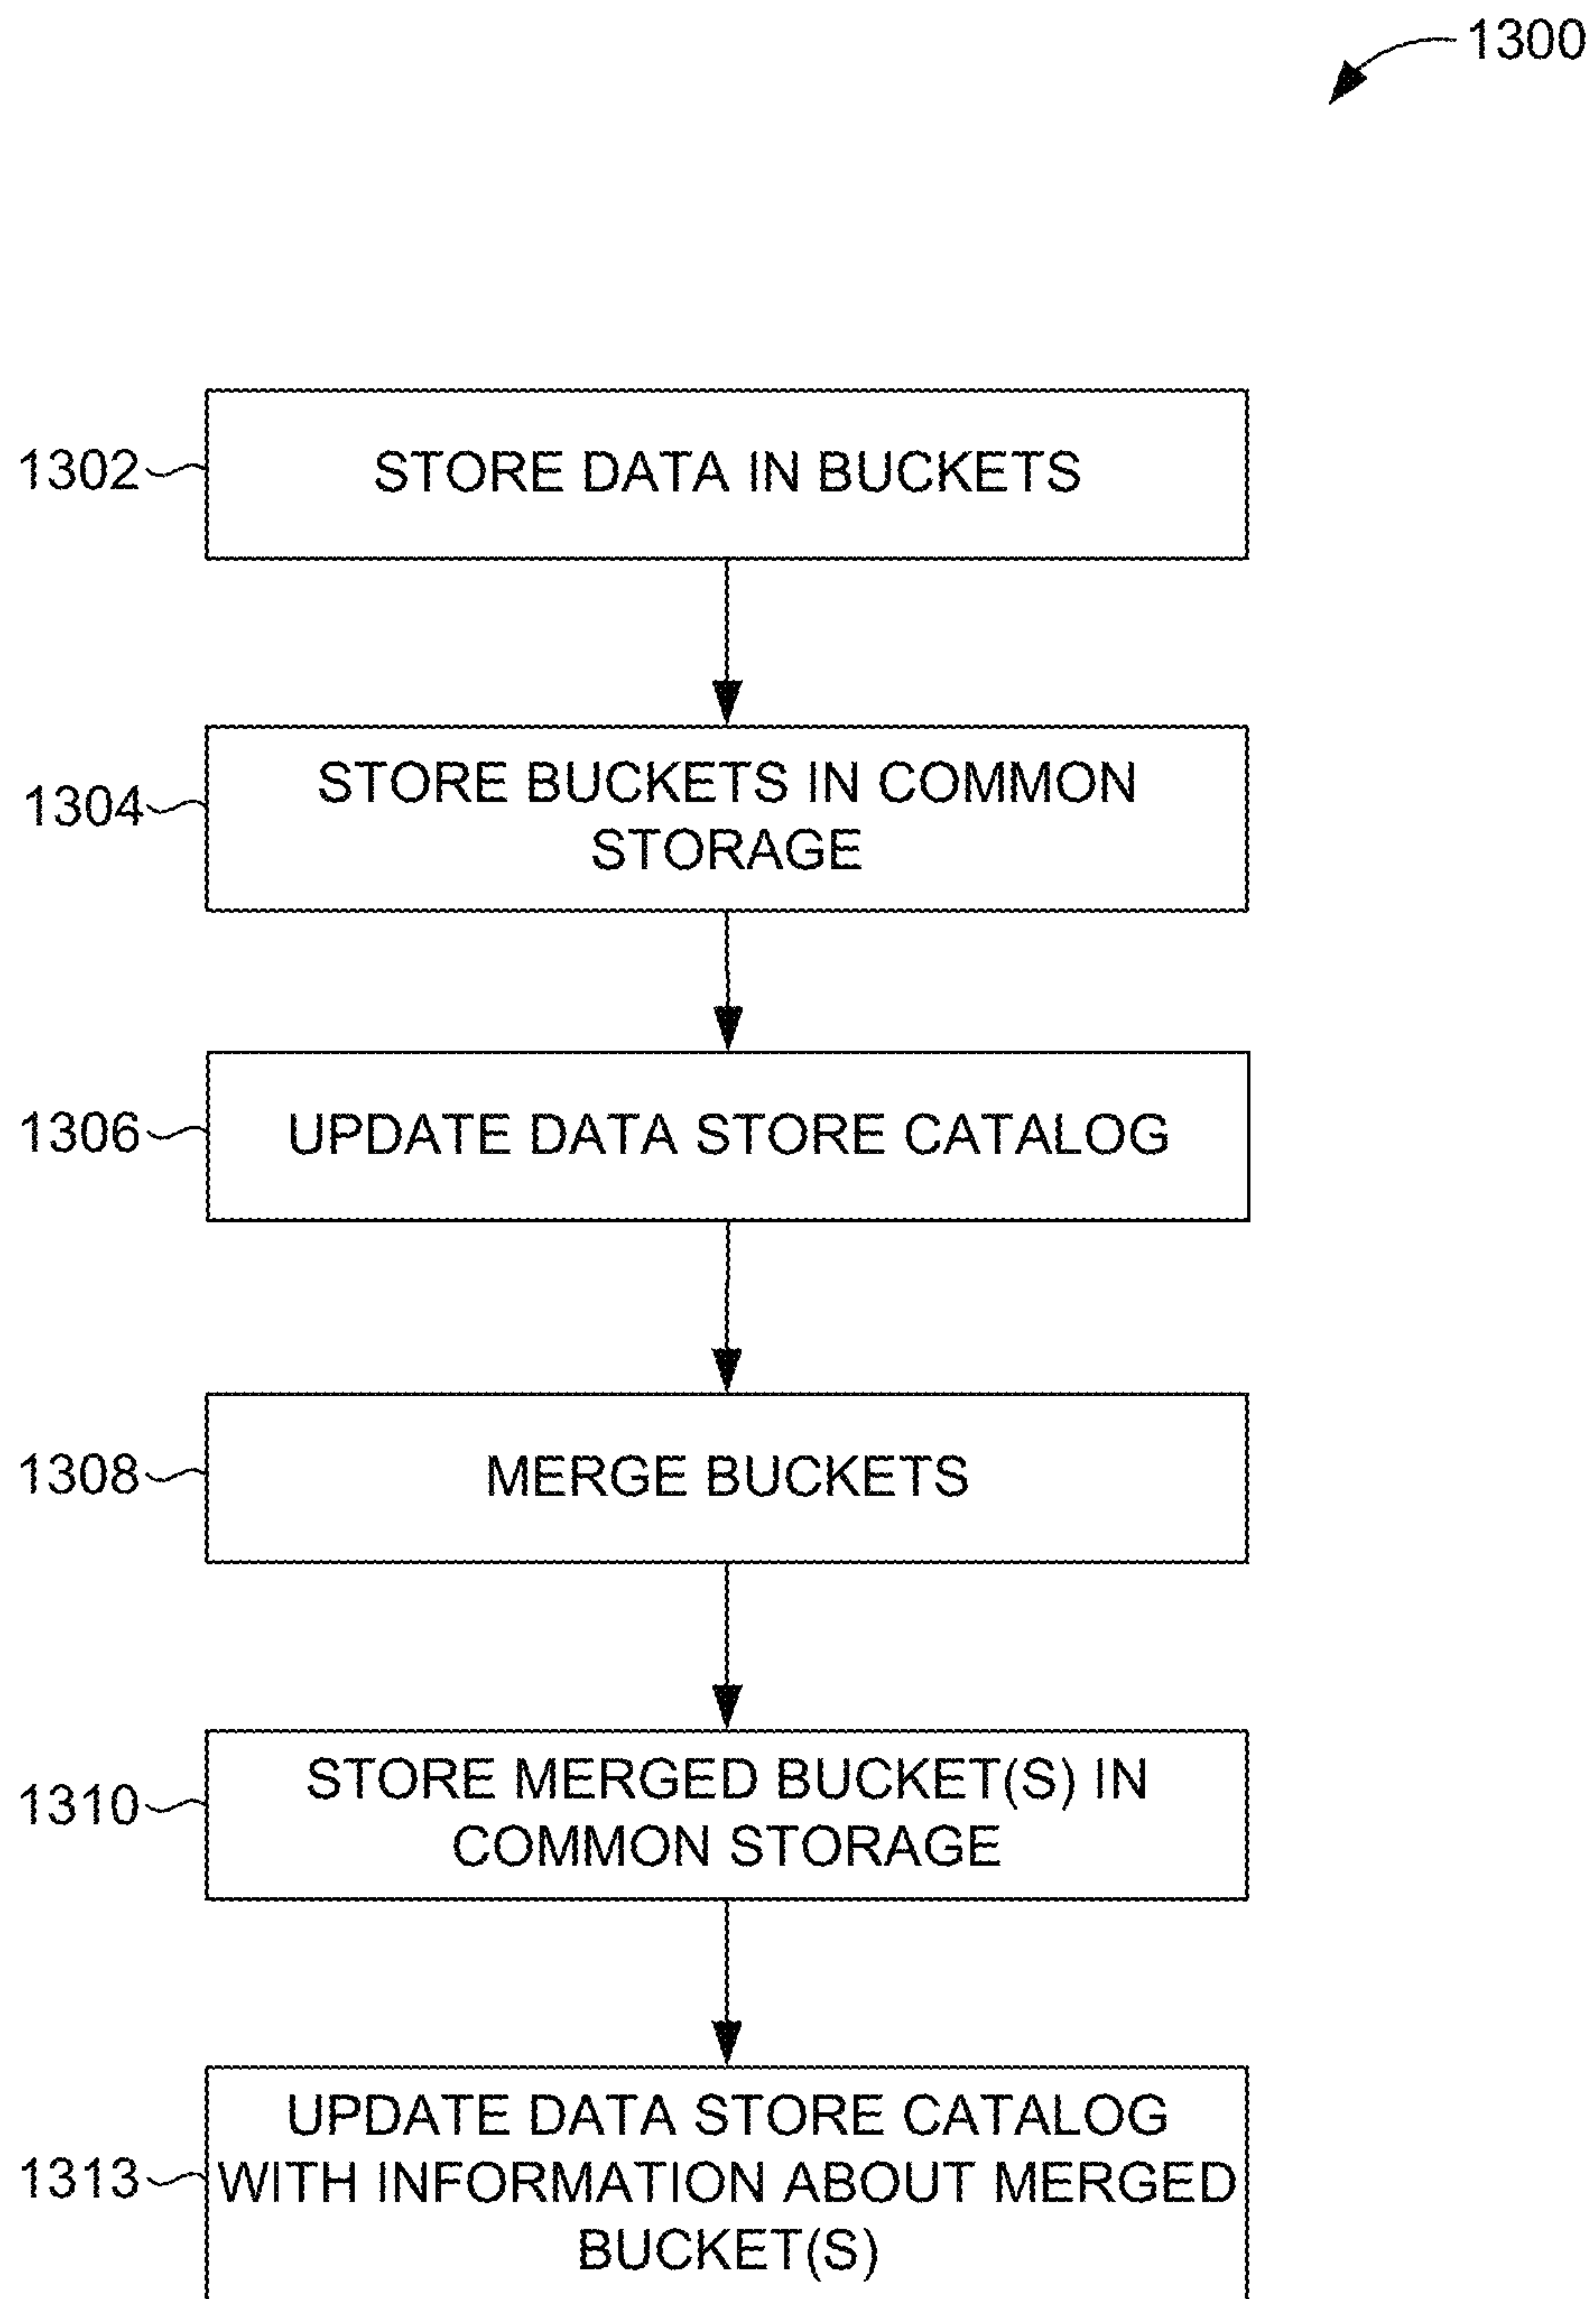 1300
1302
STORE DATA IN BUCKETS
1304
STORE BUCKETS IN COMMON
STORAGE
1306
UPDATE DATA STORE CATALOG
1308
MERGE BUCKETS
1310
STORE MERGED BUCKET(S) IN
COMMON STORAGE
1313
UPDATE DATA STORE CATALOG
WITH INFORMATION ABOUT MERGED
BUCKET(S)